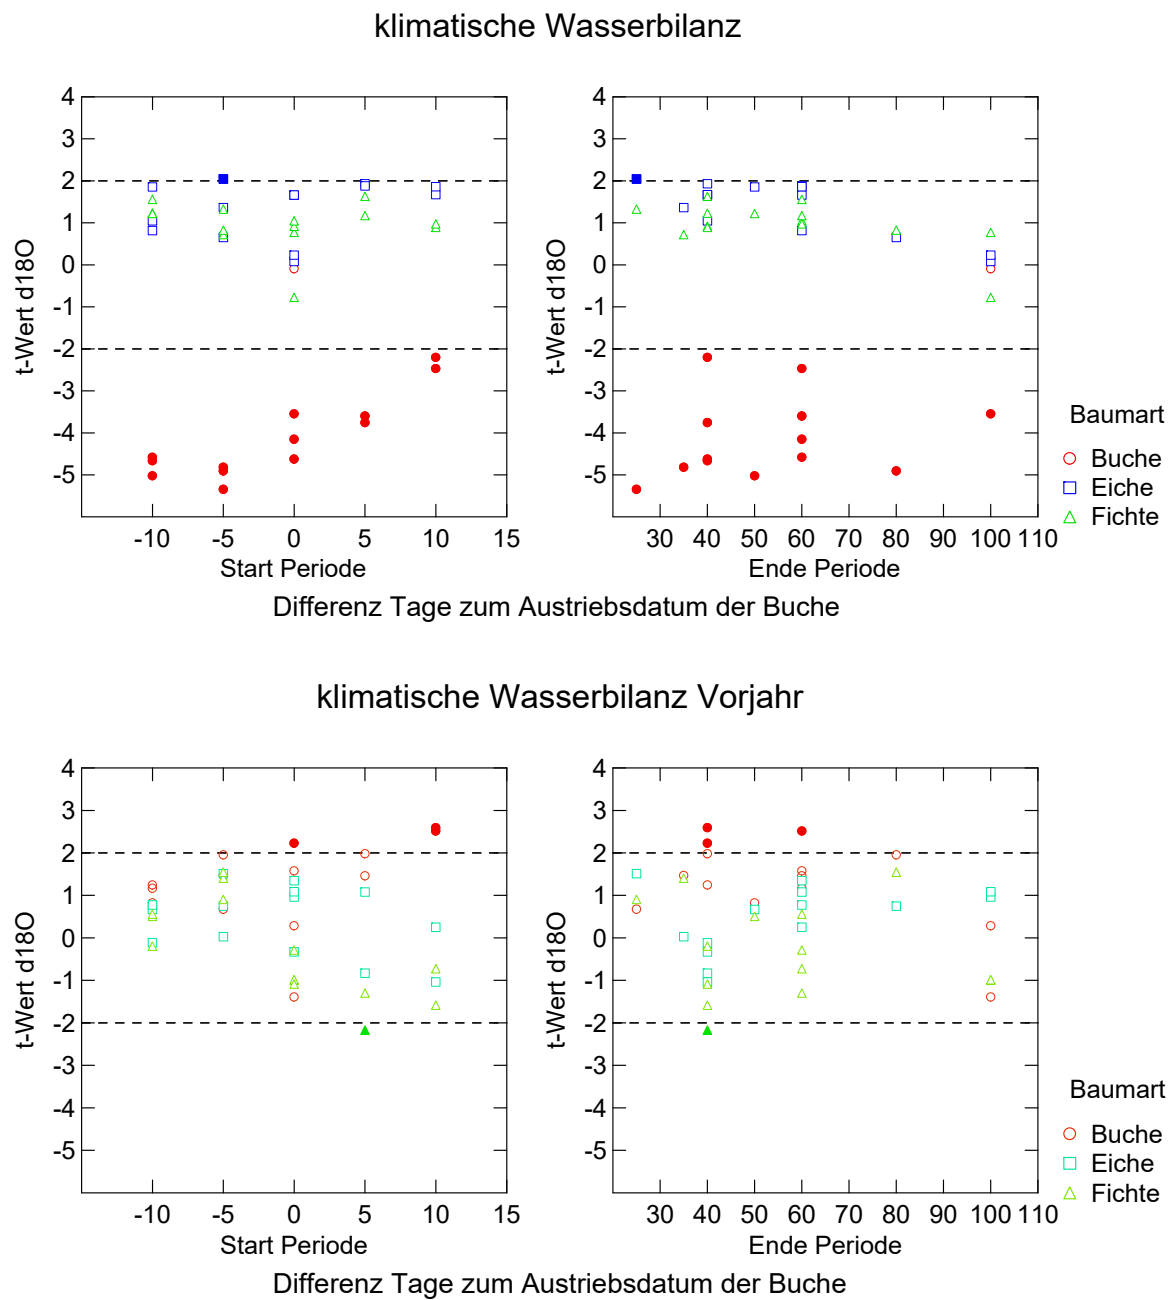 klimatische Wasserbilanz
4
3
2
1
0
-1
-2
-3
-4
-5
t-Wert d18O
-10 -5 0 5 10 15
Start Periode
4
3
2
1
0
-1
-2
-3
-4
-5
t-Wert d18O
30 40 50 60 70 80 90 100 110
Ende Periode
Baumart
Buche
Eiche
Fichte
Differenz Tage zum Austriebsdatum der Buche
klimatische Wasserbilanz Vorjahr
4
3
2
1
0
-1
-2
-3
-4
-5
t-Wert d18O
-10 -5 0 5 10 15
Start Periode
4
3
2
1
0
-1
-2
-3
-4
-5
t-Wert d18O
30 40 50 60 70 80 90 100 110
Ende Periode
Baumart
Buche
Eiche
Fichte
Differenz Tage zum Austriebsdatum der Buche